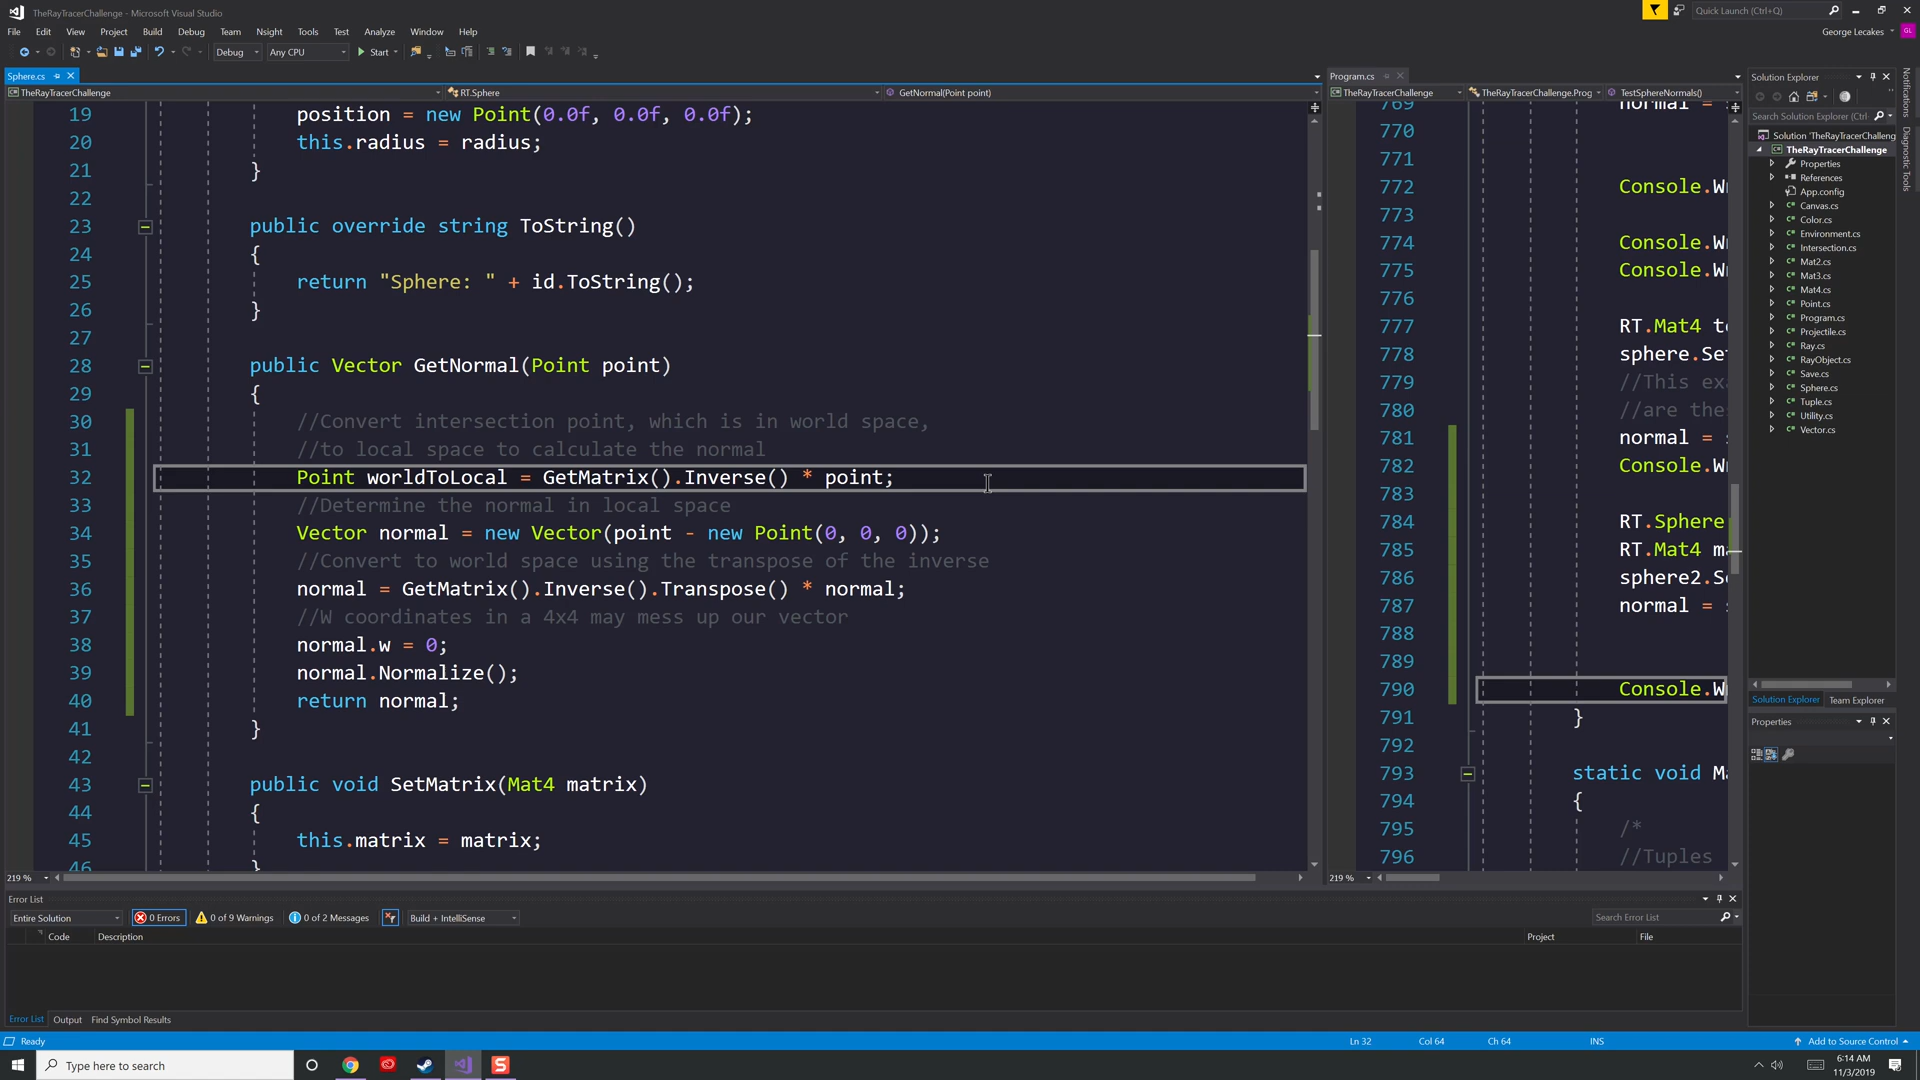 TheRayTracerChallenge - Microsoft Visual Studio
Quick Launch (Ctrl+Q)
File Edit View Project Build Debug Team Nsight Tools Test Analyze Window Help
George Lecakes GL
Debug Any CPU Start
Sphere.cs
TheRayTracerChallenge RT.Sphere GetNormal(Point point)
19 position = new Point(0.0f, 0.0f, 0.0f);
20 this.radius = radius;
21 }
22
23 public override string ToString()
24 {
25 return "Sphere: " + id.ToString();
26 }
27
28 public Vector GetNormal(Point point)
29 {
30 //Convert intersection point, which is in world space,
31 //to local space to calculate the normal
32 Point worldToLocal = GetMatrix().Inverse() * point;
33 //Determine the normal in local space
34 Vector normal = new Vector(point - new Point(0, 0, 0));
35 //Convert to world space using the transpose of the inverse
36 normal = GetMatrix().Inverse().Transpose() * normal;
37 //W coordinates in a 4x4 may mess up our vector
38 normal.w = 0;
39 normal.Normalize();
40 return normal;
41 }
42
43 public void SetMatrix(Mat4 matrix)
44 {
45 this.matrix = matrix;
46 }
219 %
Program.cs
TheRayTracerChallenge TheRayTracerChallenge.Prog TestSphereNormals()
769 normal =
770
771
772 Console.W
773
774 Console.W
775 Console.W
776
777 RT.Mat4 t
778 sphere.Se
779 //This ex
780 //are the
781 normal =
782 Console.W
783
784 RT.Sphere
785 RT.Mat4 m
786 sphere2.S
787 normal =
788
789
790 Console.W
791 }
792
793 static void M
794 {
795 /*
796 //Tuples
219 %
Solution Explorer
Search Solution Explorer (Ctrl+
Solution 'TheRayTracerChalleng
TheRayTracerChallenge
Properties
References
App.config
Canvas.cs
Color.cs
Environment.cs
Intersection.cs
Mat2.cs
Mat3.cs
Mat4.cs
Point.cs
Program.cs
Projectile.cs
Ray.cs
RayObject.cs
Save.cs
Sphere.cs
Tuple.cs
Utility.cs
Vector.cs
Solution Explorer Team Explorer
Properties
Notifications
Diagnostic Tools
Error List
Entire Solution 0 Errors 0 of 9 Warnings 0 of 2 Messages Build + IntelliSense Search Error List
Code Description Project File
Error List Output Find Symbol Results
Ready Ln 32 Col 64 Ch 64 INS Add to Source Control
Type here to search
6:14 AM
11/3/2019